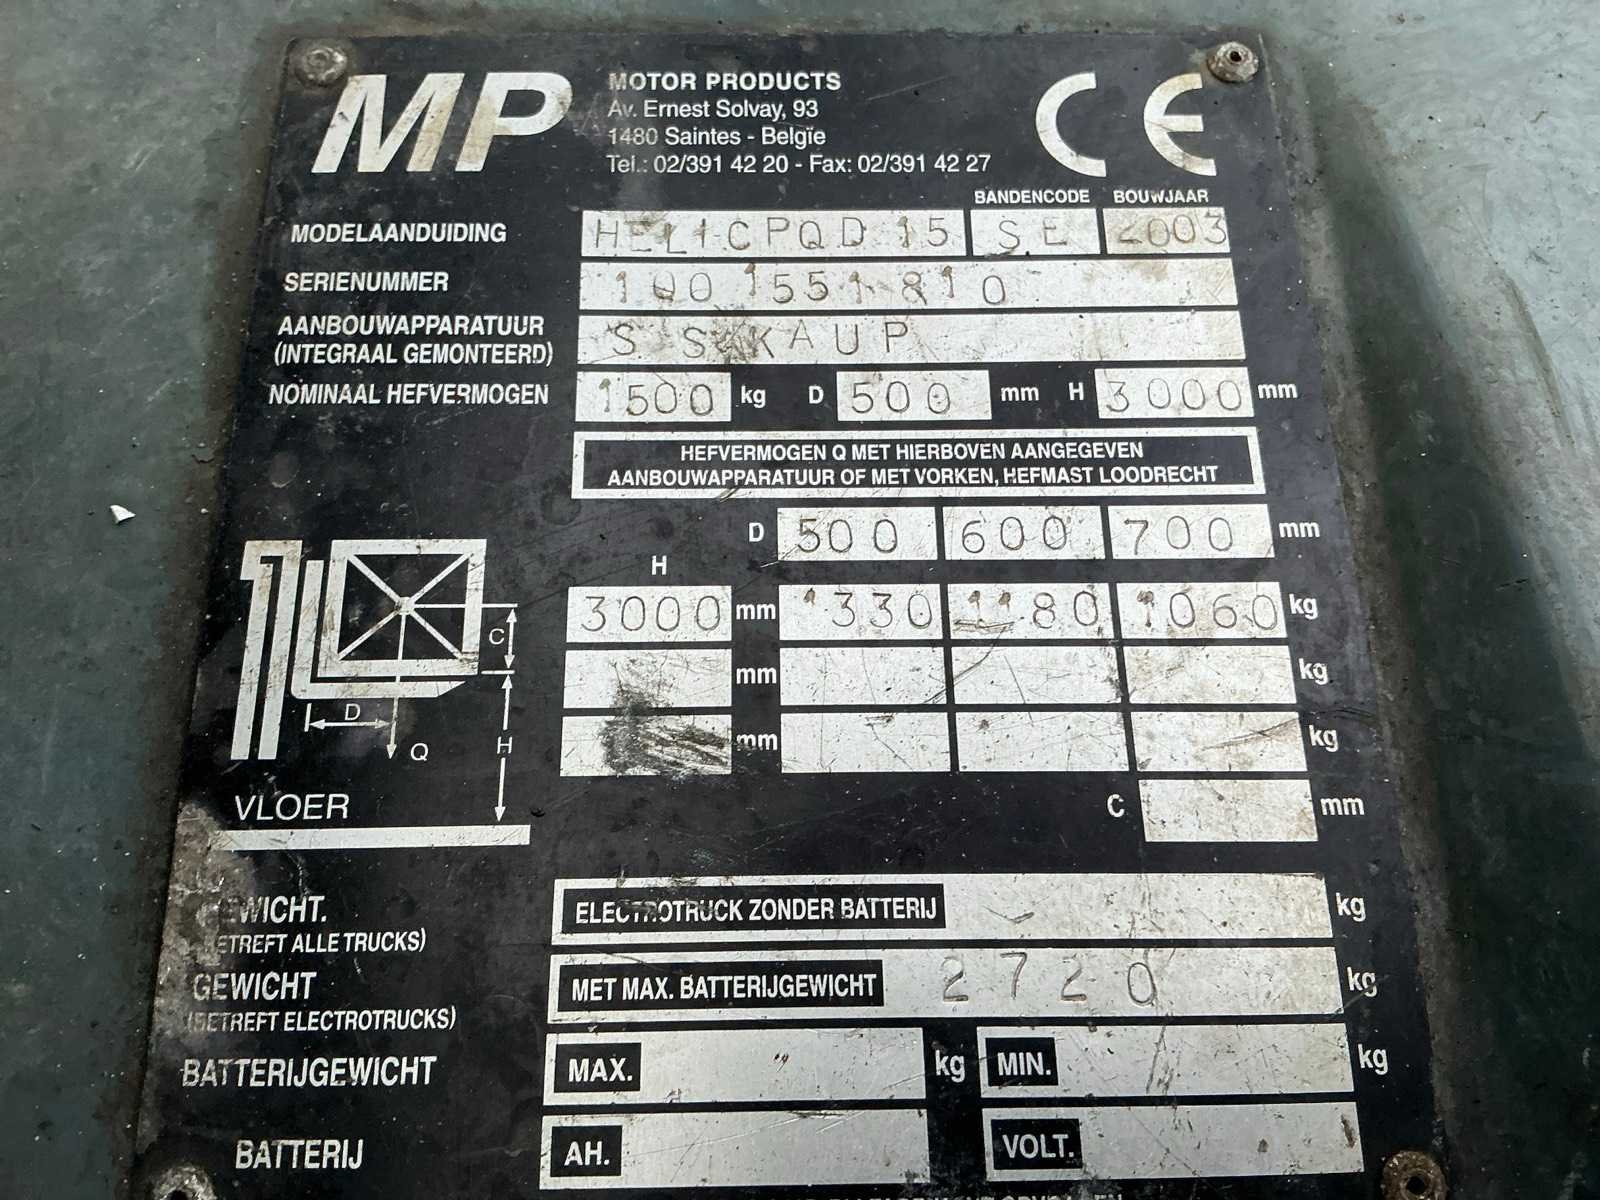 MP
MOTOR PRODUCTS
Av. Ernest Solvay, 93
1480 Saintes - Belgïe
Tel.: 02/391 42 20 - Fax: 02/391 42 27
CE
BANDENCODE BOUWJAAR
MODELAANDUIDING HELI-CPQD 15 SE 2003
SERIENUMMER 1001551810
AANBOUWAPPARATUUR
(INTEGRAAL GEMONTEERD) S S KAUP
NOMINAAL HEFVERMOGEN 1500 kg D 500 mm H 3000 mm
HEFVERMOGEN Q MET HIERBOVEN AANGEGEVEN
AANBOUWAPPARATUUR OF MET VORKEN, HEFMAST LOODRECHT
D 500 600 700 mm
H
3000 mm 1330 1180 1060 kg
mm kg
mm kg
C mm
C
D
Q
H
VLOER
GEWICHT. ELECTROTRUCK ZONDER BATTERIJ kg
(BETREFT ALLE TRUCKS)
GEWICHT MET MAX. BATTERIJGEWICHT 2720 kg
(BETREFT ELECTROTRUCKS)
BATTERIJGEWICHT MAX. kg MIN. kg
BATTERIJ AH. VOLT.